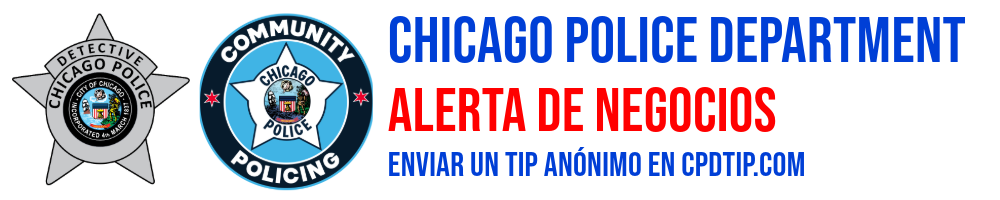 DETECTIVE
CHICAGO POLICE
CITY OF CHICAGO
INCORPORATED 4th MARCH 1837
COMMUNITY
CHICAGO
POLICE
POLICING
CHICAGO POLICE DEPARTMENT
ALERTA DE NEGOCIOS
ENVIAR UN TIP ANÓNIMO EN CPDTIP.COM